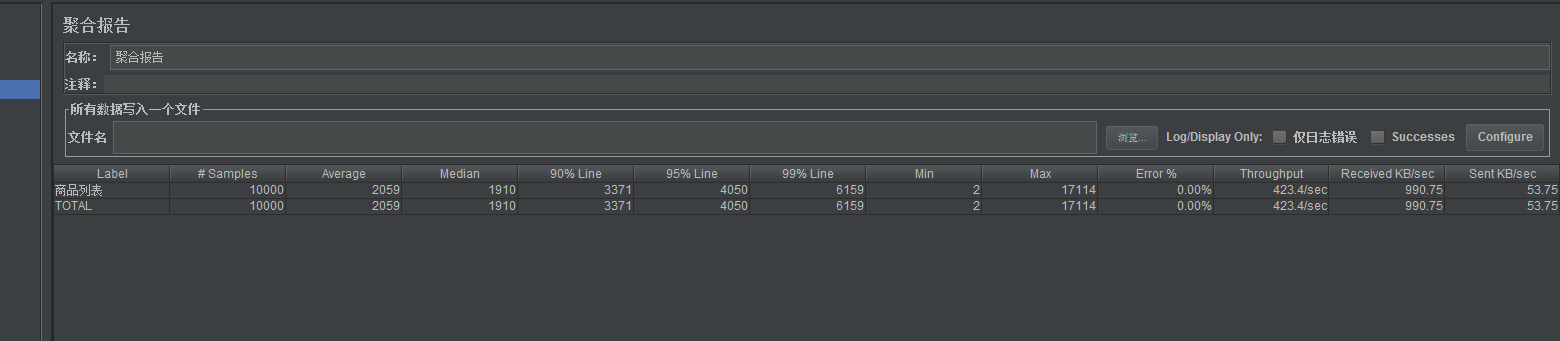 聚合报告
名称： 聚合报告
注释：
所有数据写入一个文件
文件名 浏览... Log/Display Only: 仅日志错误 Successes Configure
Label # Samples Average Median 90% Line 95% Line 99% Line Min Max Error % Throughput Received KB/sec Sent KB/sec
商品列表 10000 2059 1910 3371 4050 6159 2 17114 0.00% 423.4/sec 990.75 53.75
TOTAL 10000 2059 1910 3371 4050 6159 2 17114 0.00% 423.4/sec 990.75 53.75